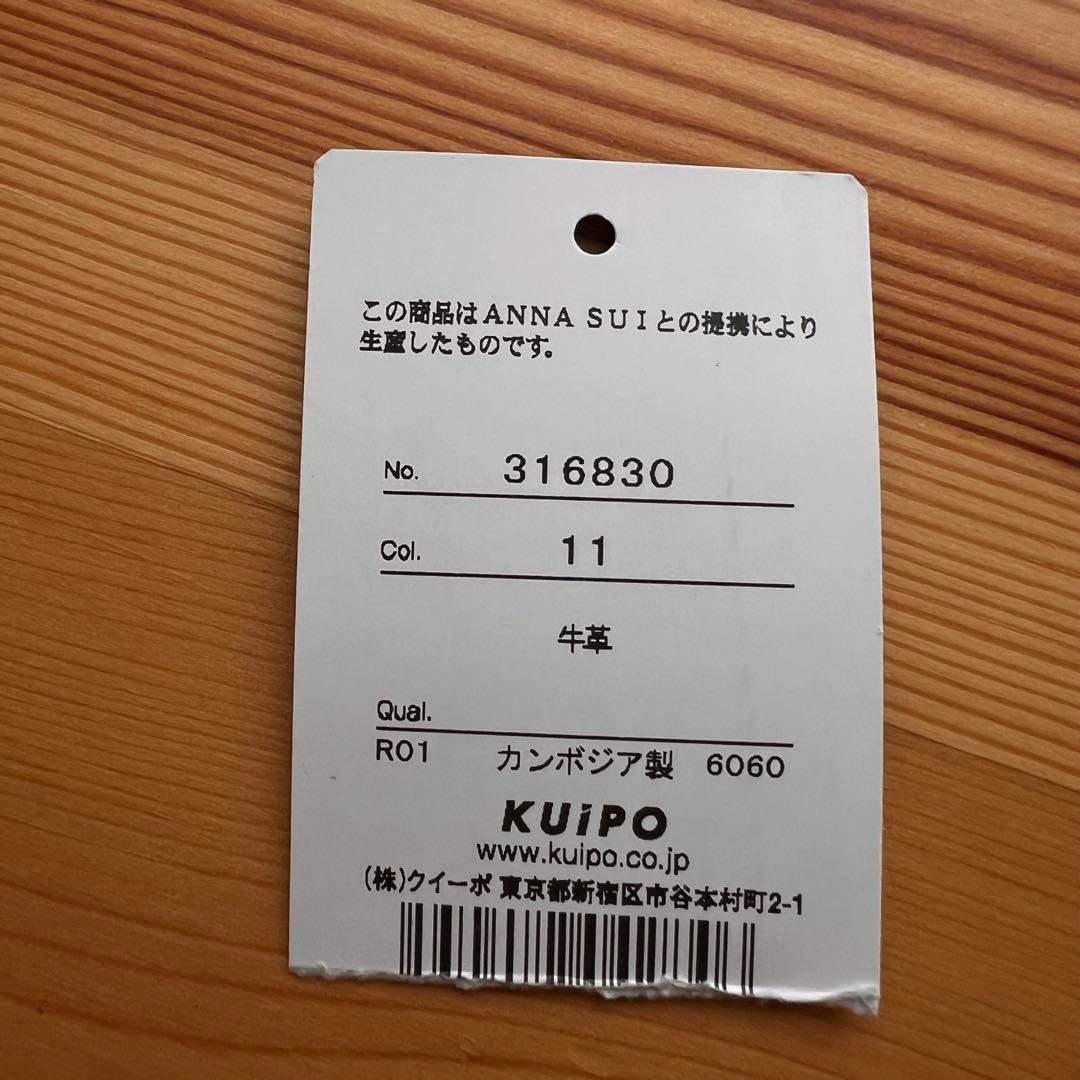 この商品はANNA SUIとの提携により
生産したものです。
No. 316830
Col. 11
牛革
Qual.
R01 カンボジア製 6060
KUiPO
www.kuipo.co.jp
(株)クイーポ 東京都新宿区市谷本村町2-1